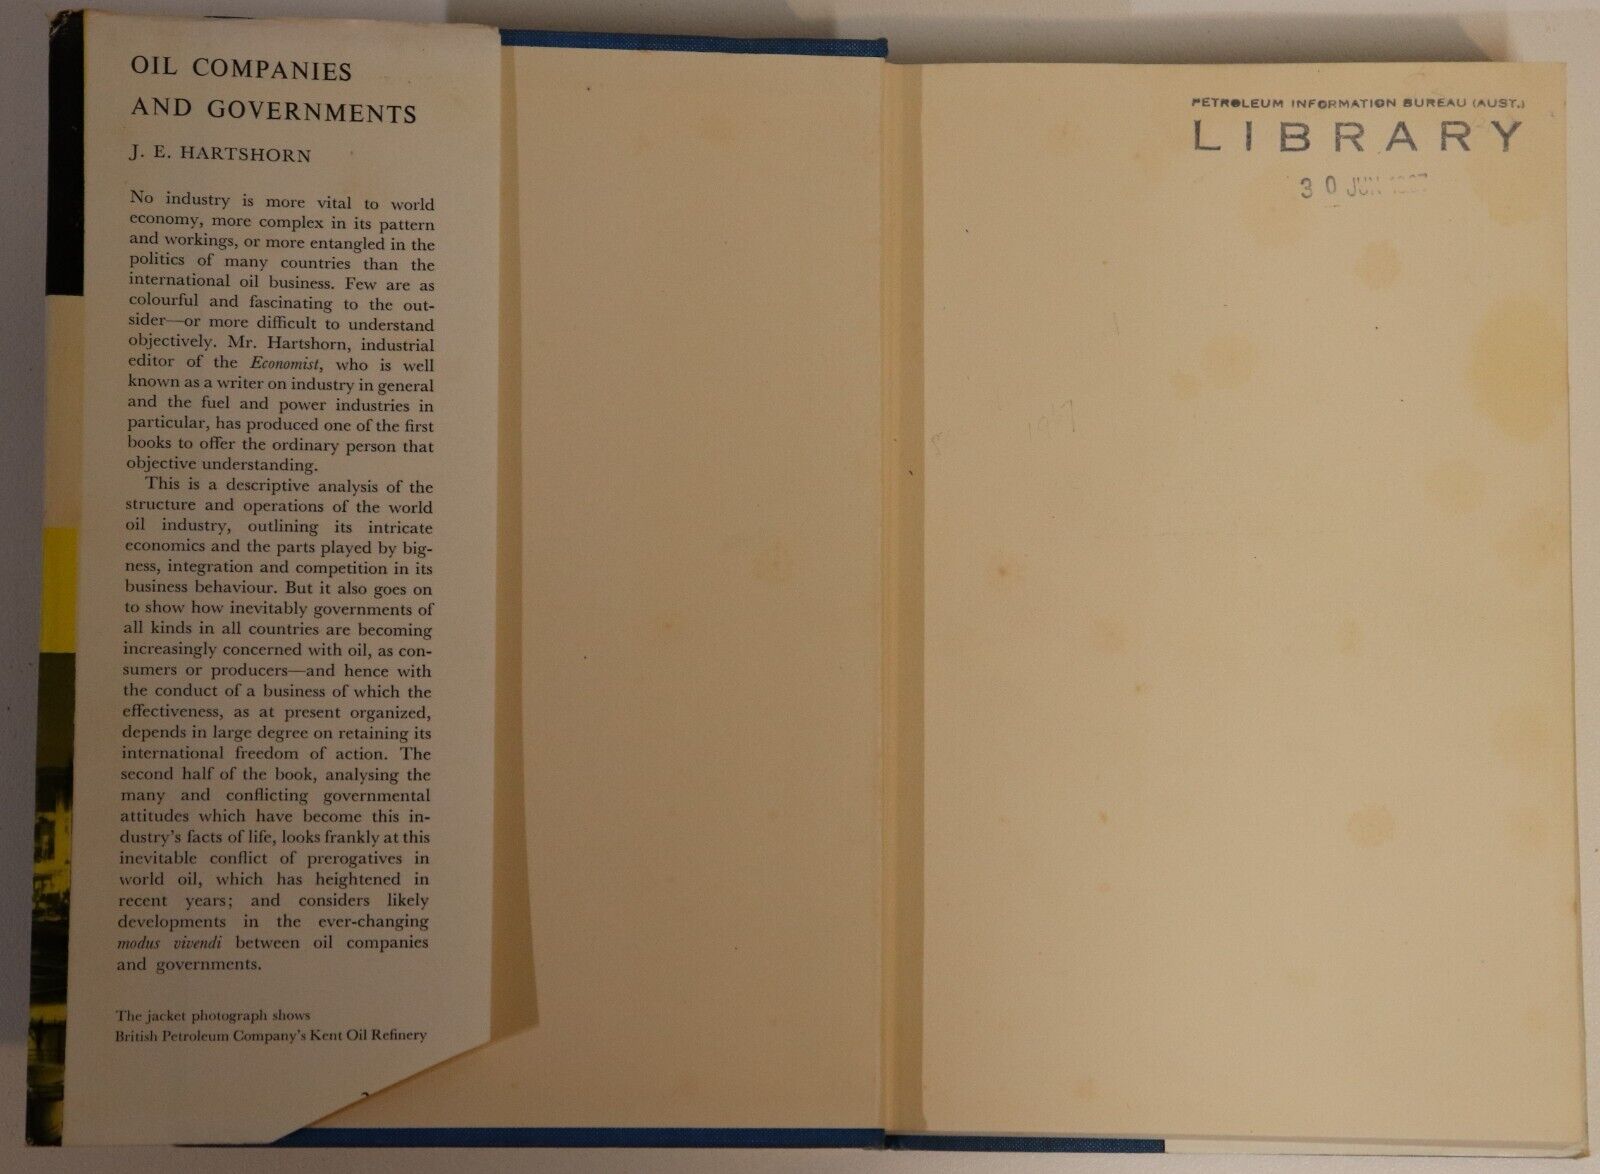 OIL COMPANIES
AND GOVERNMENTS
J. E. HARTSHORN
No industry is more vital to world
economy, more complex in its pattern
and workings, or more entangled in the
politics of many countries than the
international oil business. Few are as
colourful and fascinating to the out-
sider—or more difficult to understand
objectively. Mr. Hartshorn, industrial
editor of the Economist, who is well
known as a writer on industry in general
and the fuel and power industries in
particular, has produced one of the first
books to offer the ordinary person that
objective understanding.
This is a descriptive analysis of the
structure and operations of the world
oil industry, outlining its intricate
economics and the parts played by big-
ness, integration and competition in its
business behaviour. But it also goes on
to show how inevitably governments of
all kinds in all countries are becoming
increasingly concerned with oil, as con-
sumers or producers—and hence with
the conduct of a business of which the
effectiveness, as at present organized,
depends in large degree on retaining its
international freedom of action. The
second half of the book, analysing the
many and conflicting governmental
attitudes which have become this in-
dustry's facts of life, looks frankly at this
inevitable conflict of prerogatives in
world oil, which has heightened in
recent years; and considers likely
developments in the ever-changing
modus vivendi between oil companies
and governments.
The jacket photograph shows
British Petroleum Company's Kent Oil Refinery
PETROLEUM INFORMATION BUREAU (AUST.)
LIBRARY
30 JUN